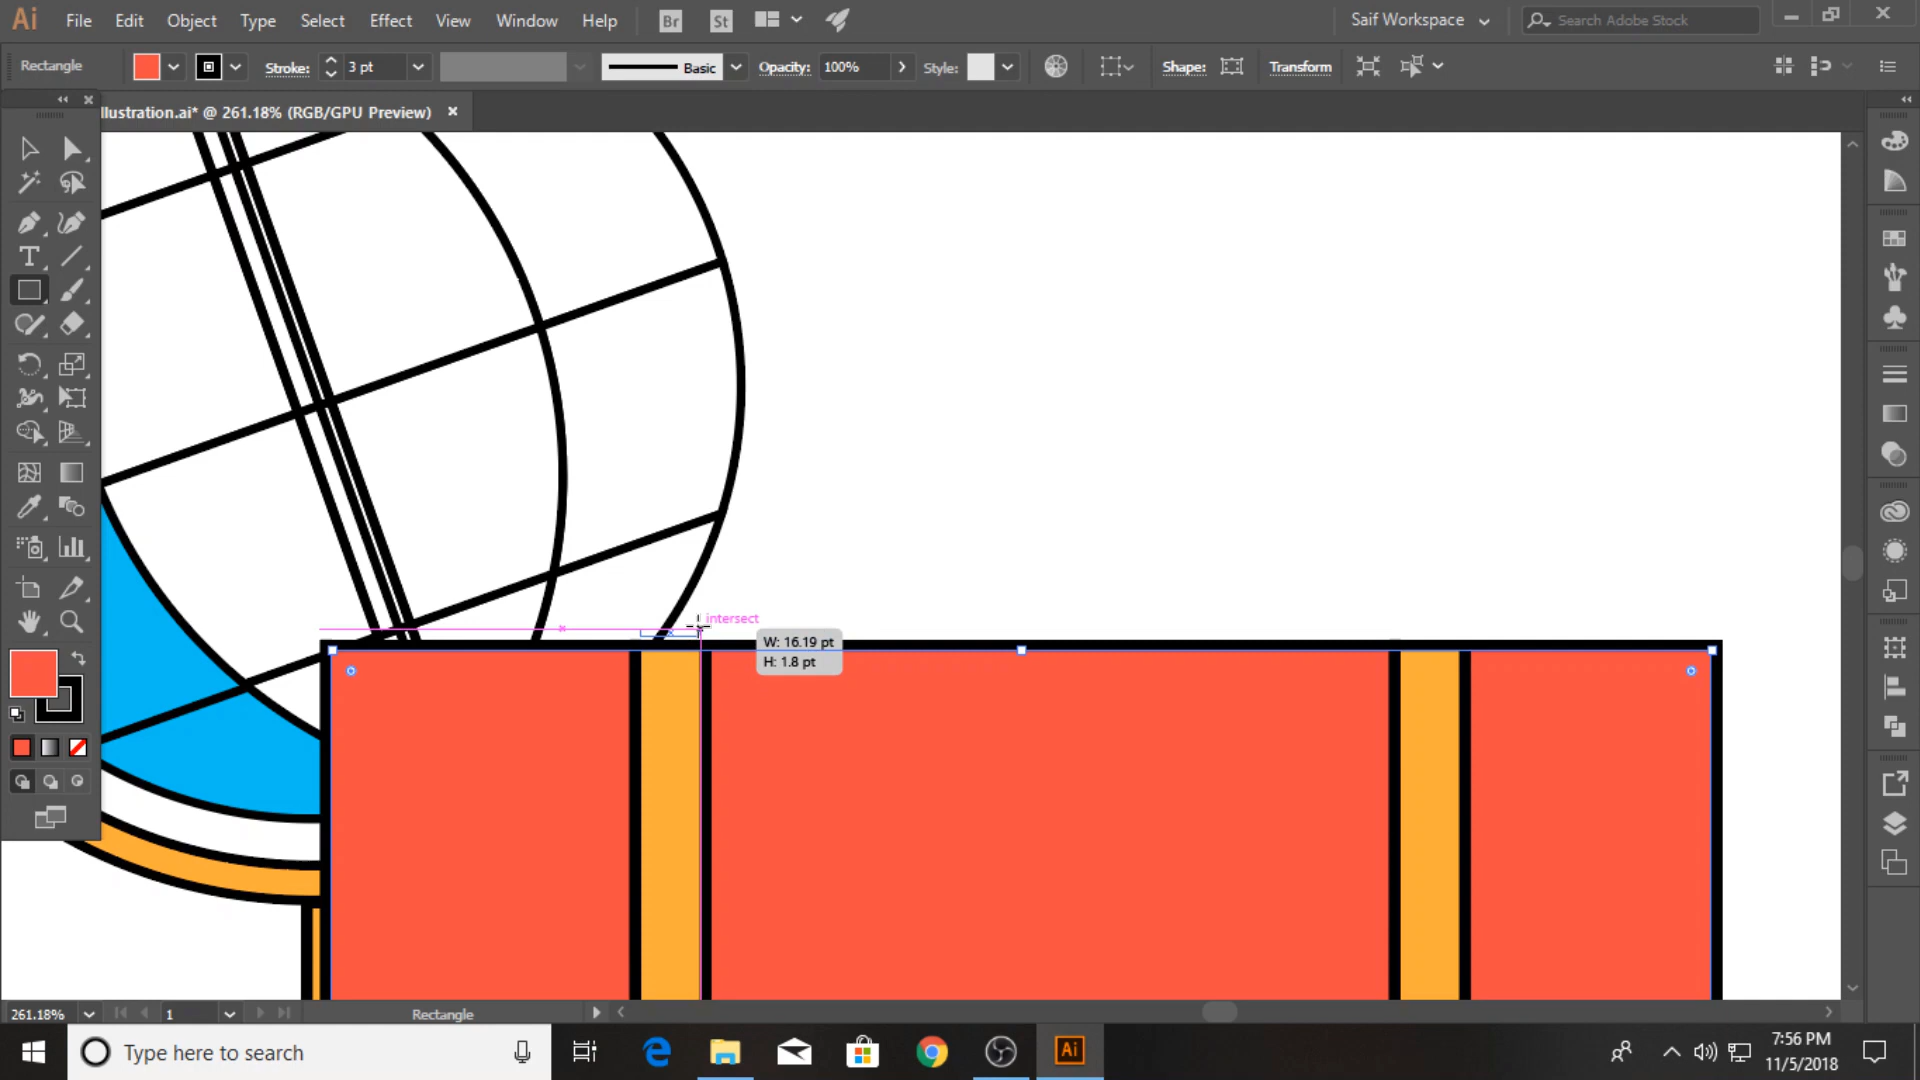 Ai File Edit Object Type Select Effect View Window Help Br St Saif Workspace Search Adobe Stock
Rectangle Stroke: 3 pt Basic Opacity: 100% Style: Shape: Transform
llustration.ai* @ 261.18% (RGB/GPU Preview)
intersect
W: 16.19 pt
H: 1.8 pt
261.18% 1 Rectangle
Type here to search
Ai
7:56 PM
11/5/2018